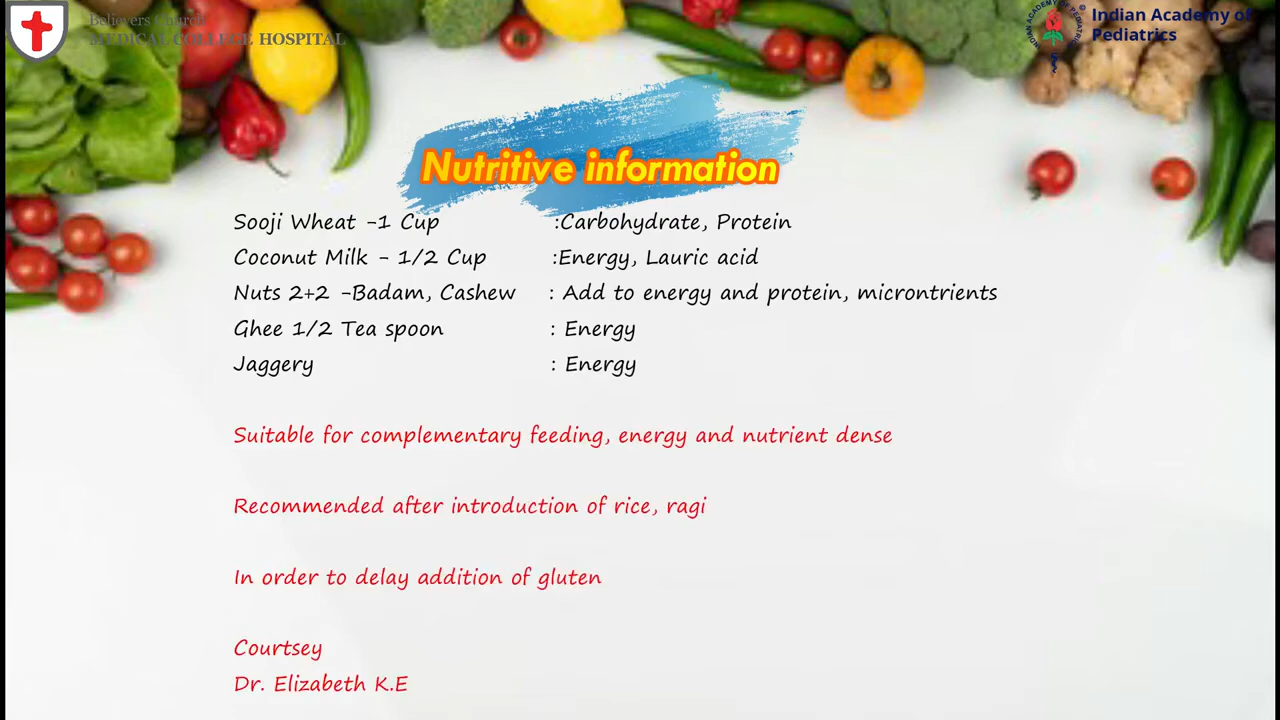 Believers Church
MEDICAL COLLEGE HOSPITAL
Indian Academy of
Pediatrics
Nutritive information
Sooji Wheat -1 Cup :Carbohydrate, Protein
Coconut Milk - 1/2 Cup :Energy, Lauric acid
Nuts 2+2 -Badam, Cashew : Add to energy and protein, microntrients
Ghee 1/2 Tea spoon : Energy
Jaggery : Energy
Suitable for complementary feeding, energy and nutrient dense
Recommended after introduction of rice, ragi
In order to delay addition of gluten
Courtsey
Dr. Elizabeth K.E